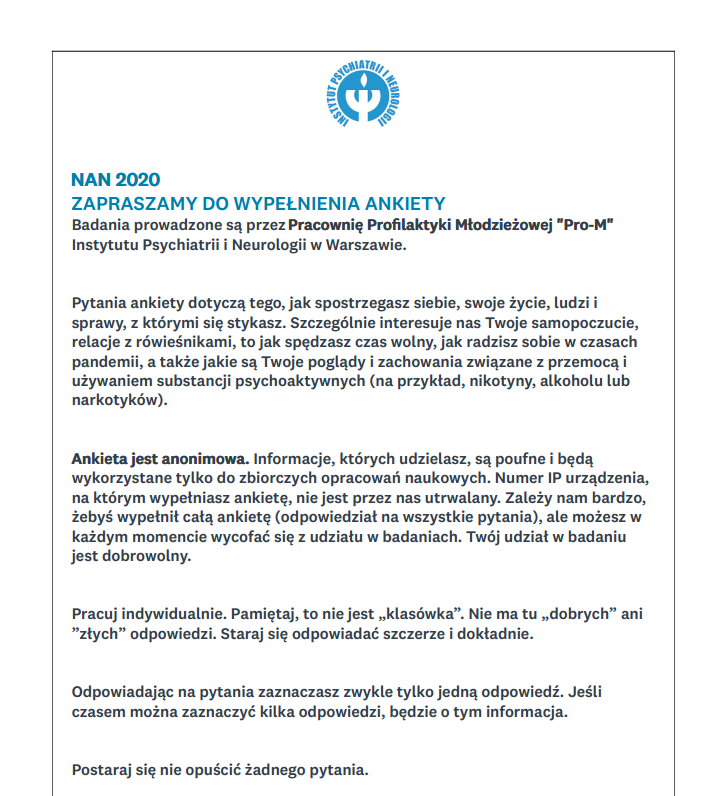 INSTYTUT PSYCHIATRII I NEUROLOGII
NAN 2020
ZAPRASZAMY DO WYPEŁNIENIA ANKIETY
Badania prowadzone są przez Pracownię Profilaktyki Młodzieżowej "Pro-M"
Instytutu Psychiatrii i Neurologii w Warszawie.
Pytania ankiety dotyczą tego, jak spostrzegasz siebie, swoje życie, ludzi i
sprawy, z którymi się stykasz. Szczególnie interesuje nas Twoje samopoczucie,
relacje z rówieśnikami, to jak spędzasz czas wolny, jak radzisz sobie w czasach
pandemii, a także jakie są Twoje poglądy i zachowania związane z przemocą i
używaniem substancji psychoaktywnych (na przykład, nikotyny, alkoholu lub
narkotyków).
Ankieta jest anonimowa. Informacje, których udzielasz, są poufne i będą
wykorzystane tylko do zbiorczych opracowań naukowych. Numer IP urządzenia,
na którym wypełniasz ankietę, nie jest przez nas utrwalany. Zależy nam bardzo,
żebyś wypełnił całą ankietę (odpowiedział na wszystkie pytania), ale możesz w
każdym momencie wycofać się z udziału w badaniach. Twój udział w badaniu
jest dobrowolny.
Pracuj indywidualnie. Pamiętaj, to nie jest „klasówka”. Nie ma tu „dobrych” ani
”złych” odpowiedzi. Staraj się odpowiadać szczerze i dokładnie.
Odpowiadając na pytania zaznaczasz zwykle tylko jedną odpowiedź. Jeśli
czasem można zaznaczyć kilka odpowiedzi, będzie o tym informacja.
Postaraj się nie opuścić żadnego pytania.